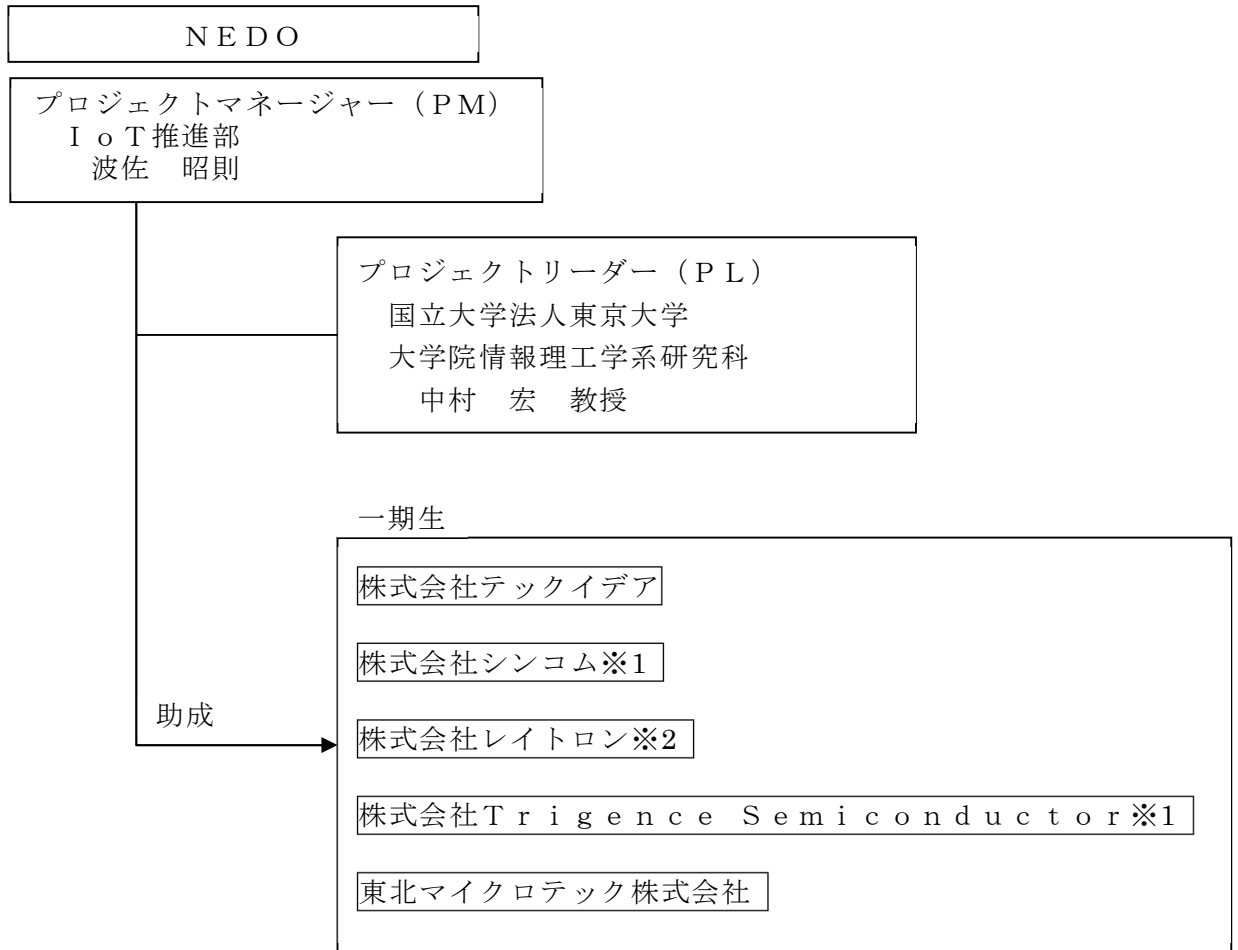 ＮＥＤＯ
プロジェクトマネージャー（ＰＭ）
ＩｏＴ推進部
波佐　昭則
プロジェクトリーダー（ＰＬ）
国立大学法人東京大学
大学院情報理工学系研究科
中村　宏　教授
一期生
株式会社テックイデア
株式会社シンコム※1
助成
株式会社レイトロン※2
株式会社Ｔｒｉｇｅｎｃｅ　Ｓｅｍｉｃｏｎｄｕｃｔｏｒ※1
東北マイクロテック株式会社